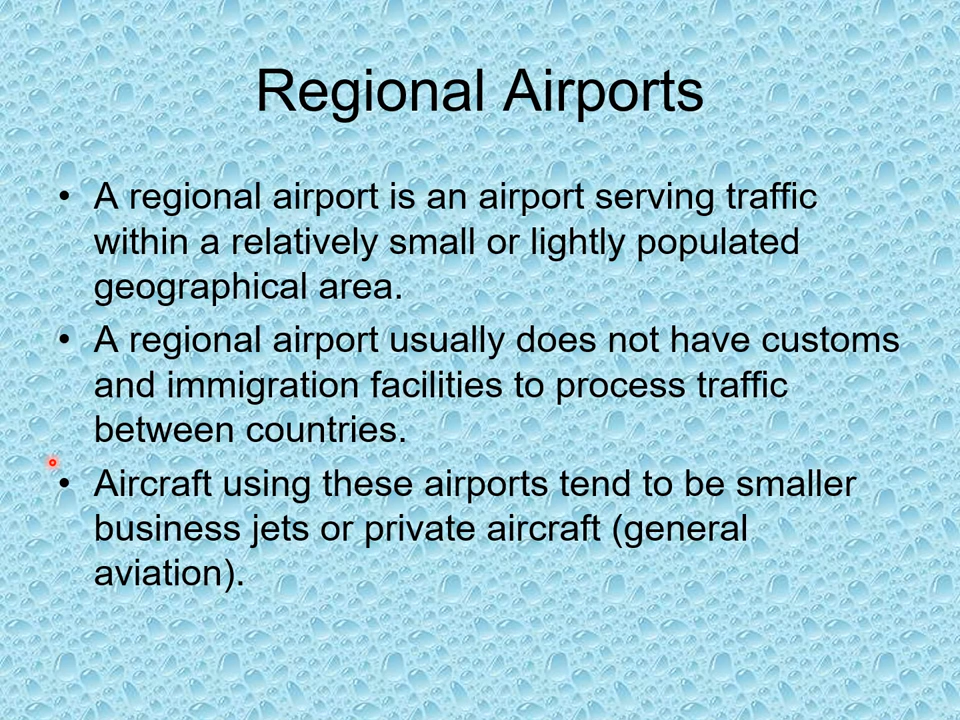 Regional Airports
• A regional airport is an airport serving traffic
within a relatively small or lightly populated
geographical area.
• A regional airport usually does not have customs
and immigration facilities to process traffic
between countries.
• Aircraft using these airports tend to be smaller
business jets or private aircraft (general
aviation).